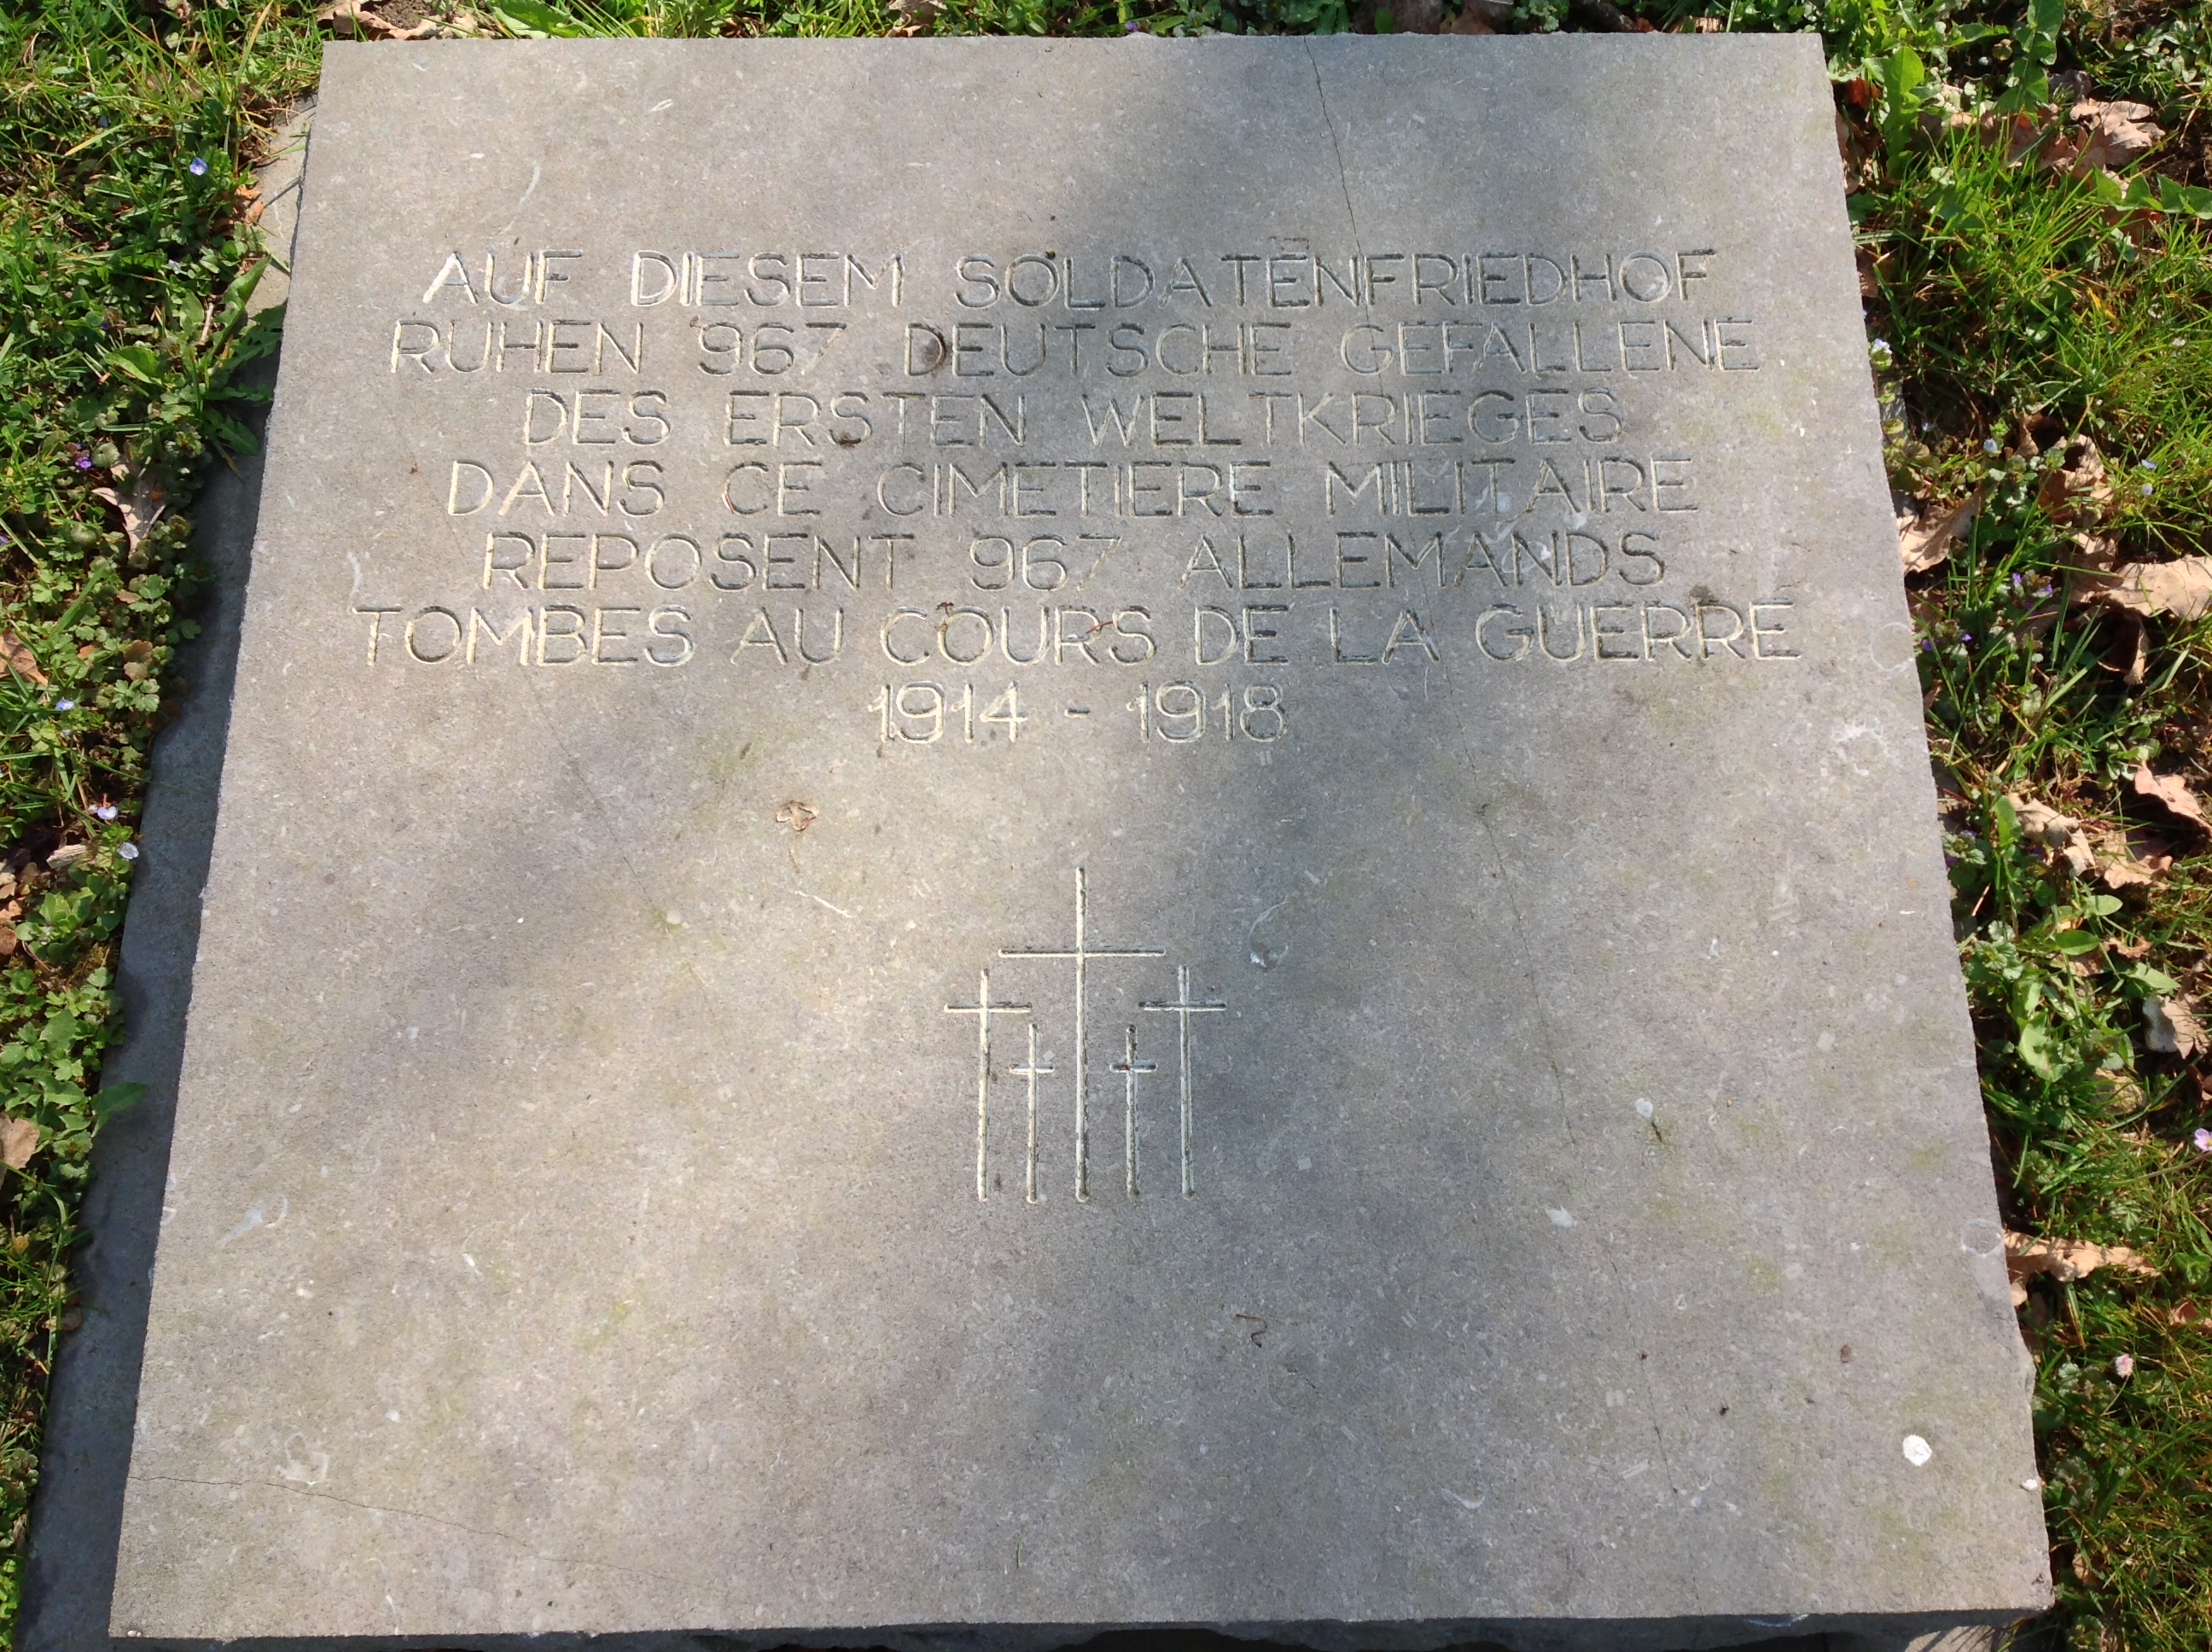 AUF DIESEM SOLDATENFRIEDHOF
RUHEN 967 DEUTSCHE GEFALLENE
DES ERSTEN WELTKRIEGES
DANS CE CIMETIERE MILITAIRE
REPOSENT 967 ALLEMANDS
TOMBES AU COURS DE LA GUERRE
1914 - 1918